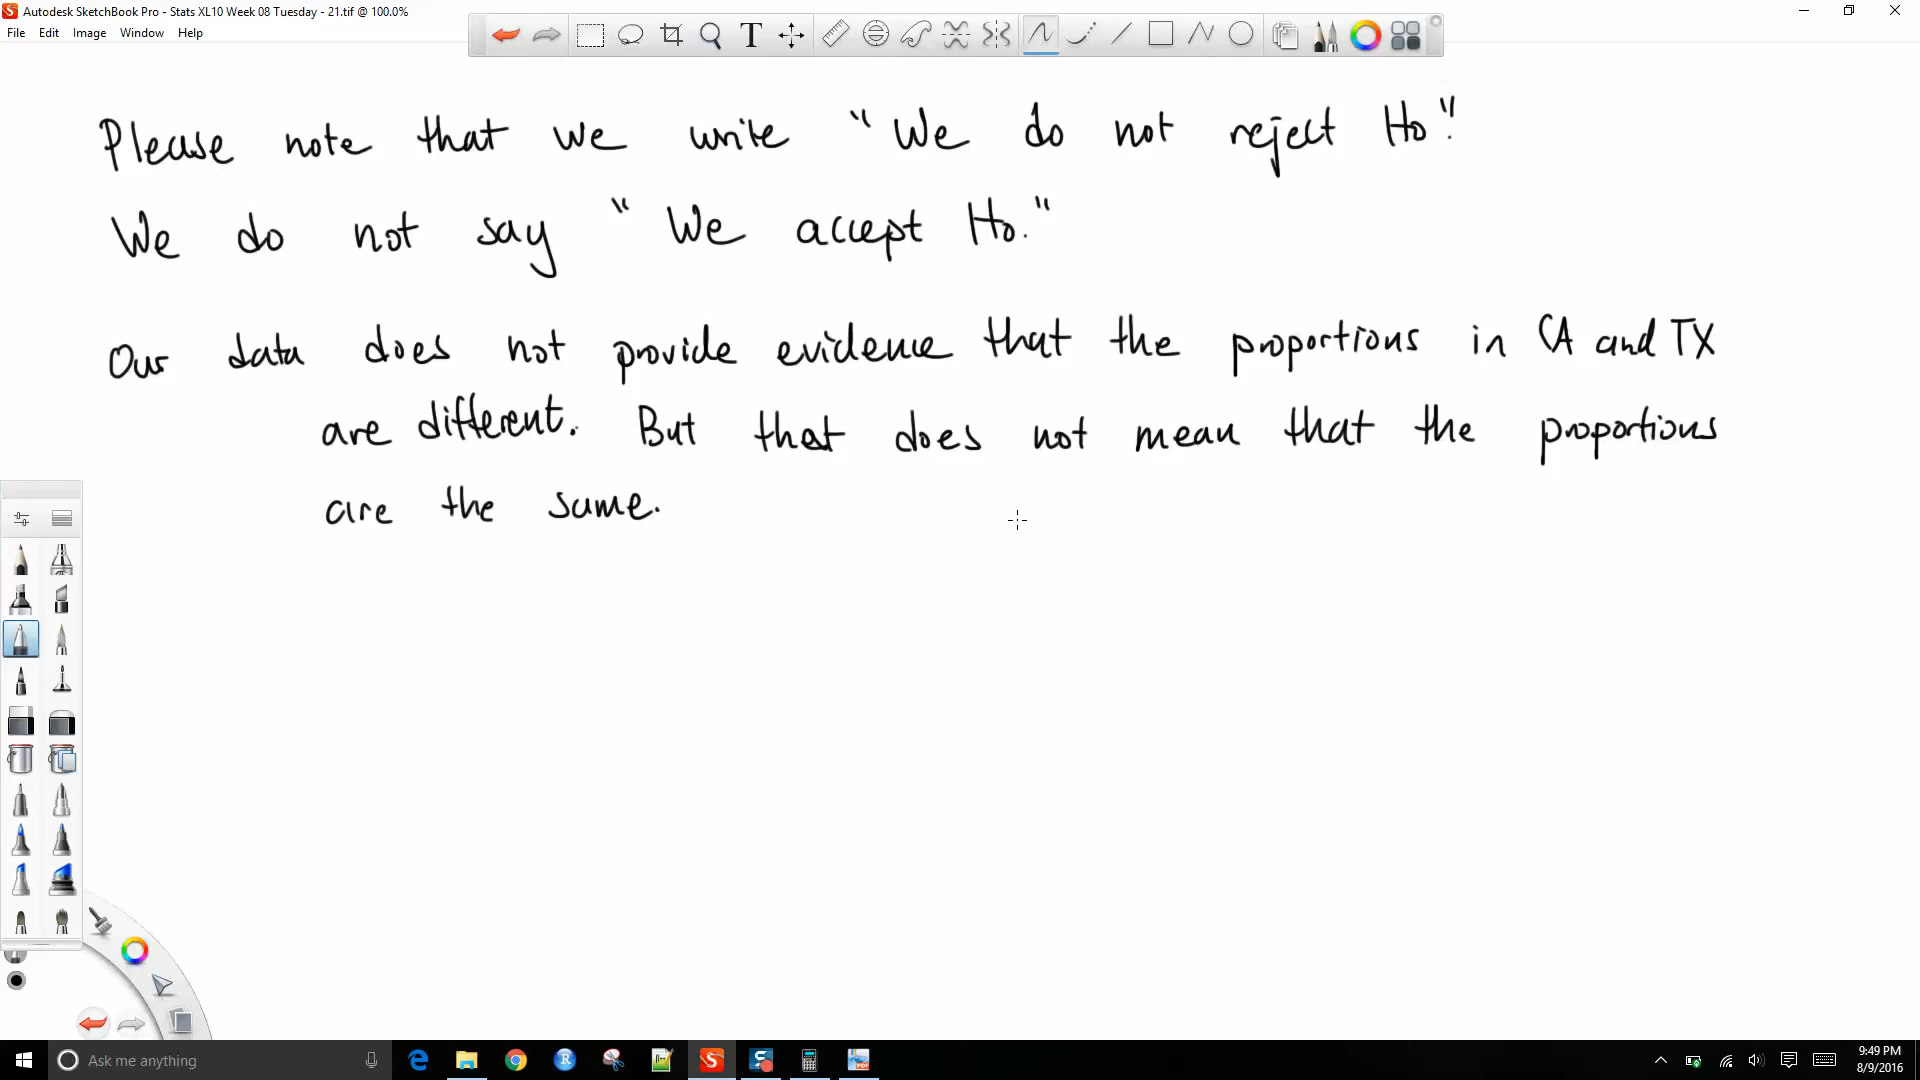 Autodesk SketchBook Pro - Stats XL10 Week 08 Tuesday - 21.tif @ 100.0%
File Edit Image Window Help
T
Please note that we write "We do not reject Ho."
We do not say "We accept Ho."
Our data does not provide evidence that the proportions in CA and TX
are different. But that does not mean that the proportions
are the same.
Ask me anything
9:49 PM
8/9/2016